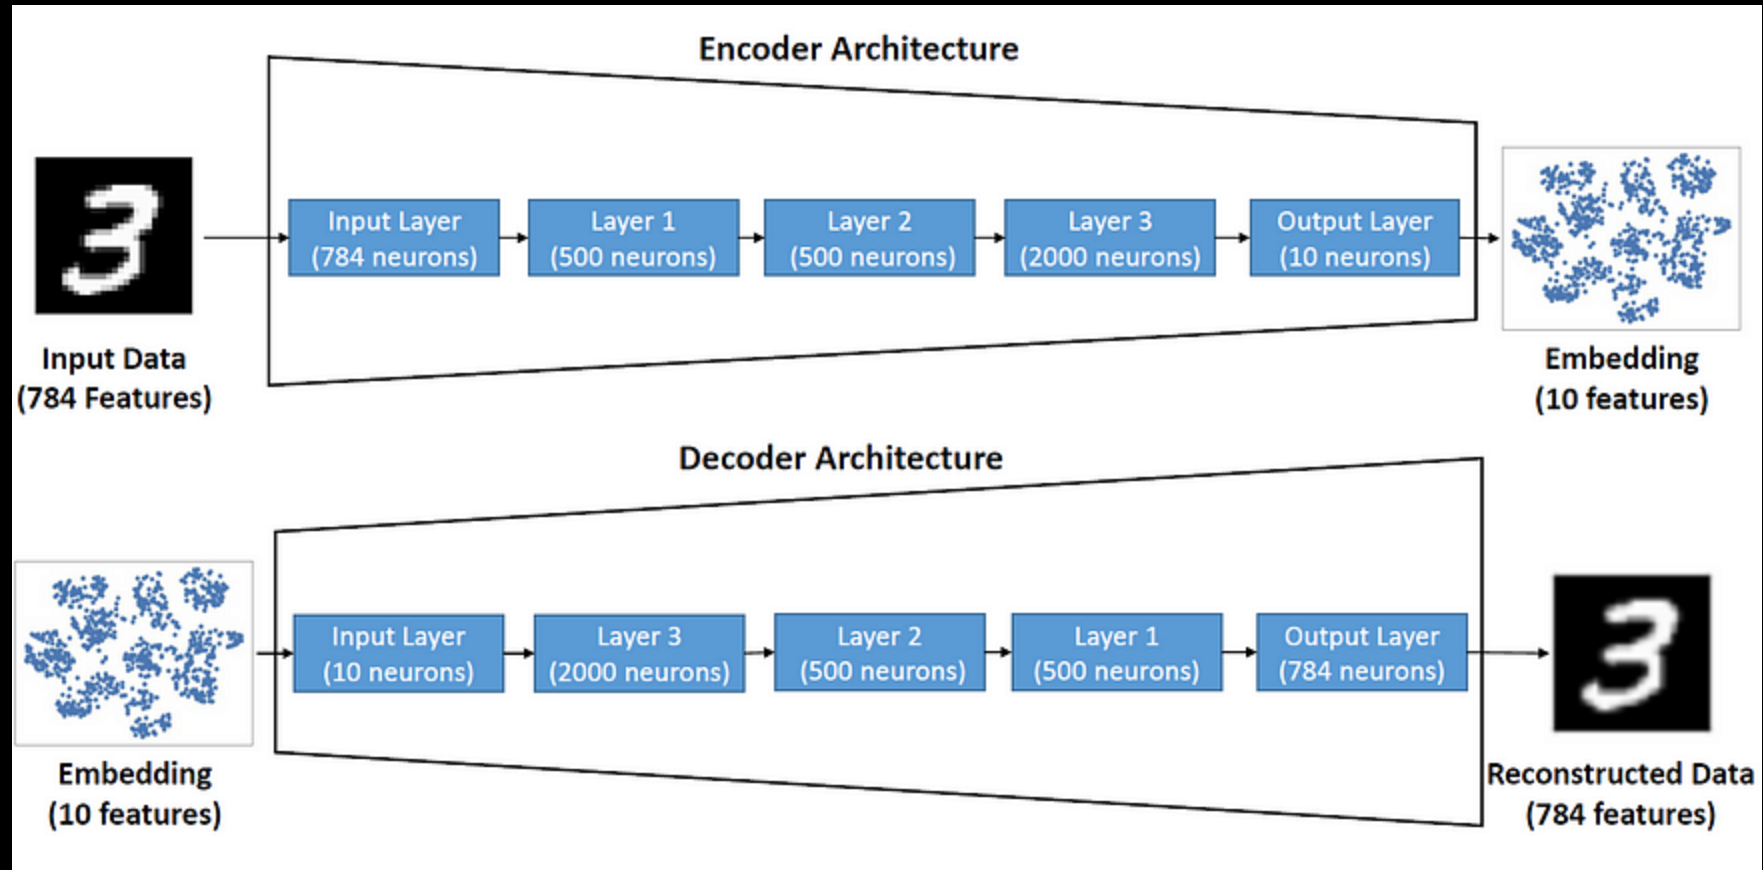 Encoder Architecture
Input Layer
(784 neurons)
Layer 1
(500 neurons)
Layer 2
(500 neurons)
Layer 3
(2000 neurons)
Output Layer
(10 neurons)
3
Input Data
(784 Features)
Embedding
(10 features)
Decoder Architecture
Input Layer
(10 neurons)
Layer 3
(2000 neurons)
Layer 2
(500 neurons)
Layer 1
(500 neurons)
Output Layer
(784 neurons)
3
Embedding
(10 features)
Reconstructed Data
(784 features)